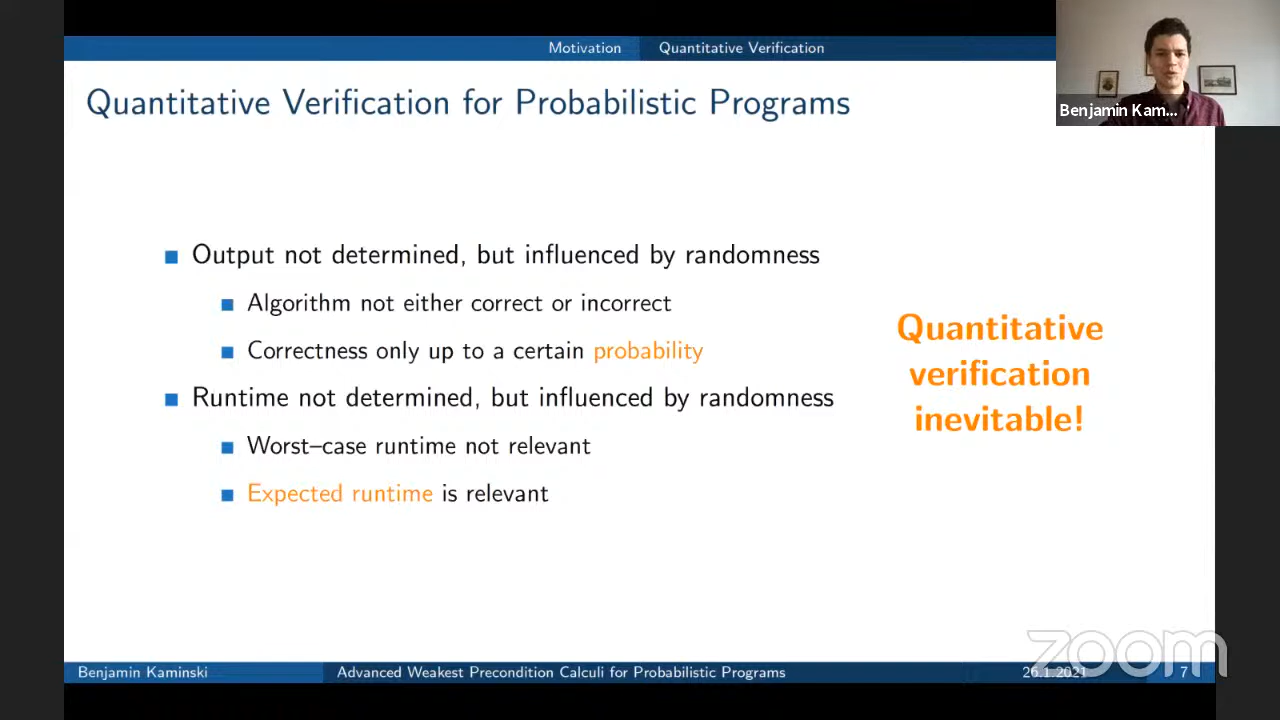 Motivation Quantitative Verification
Quantitative Verification for Probabilistic Programs
Benjamin Kam...
Output not determined, but influenced by randomness
Algorithm not either correct or incorrect
Correctness only up to a certain probability
Runtime not determined, but influenced by randomness
Worst–case runtime not relevant
Expected runtime is relevant
Quantitative
verification
inevitable!
zoom
Benjamin Kaminski Advanced Weakest Precondition Calculi for Probabilistic Programs 26.1.2021 7